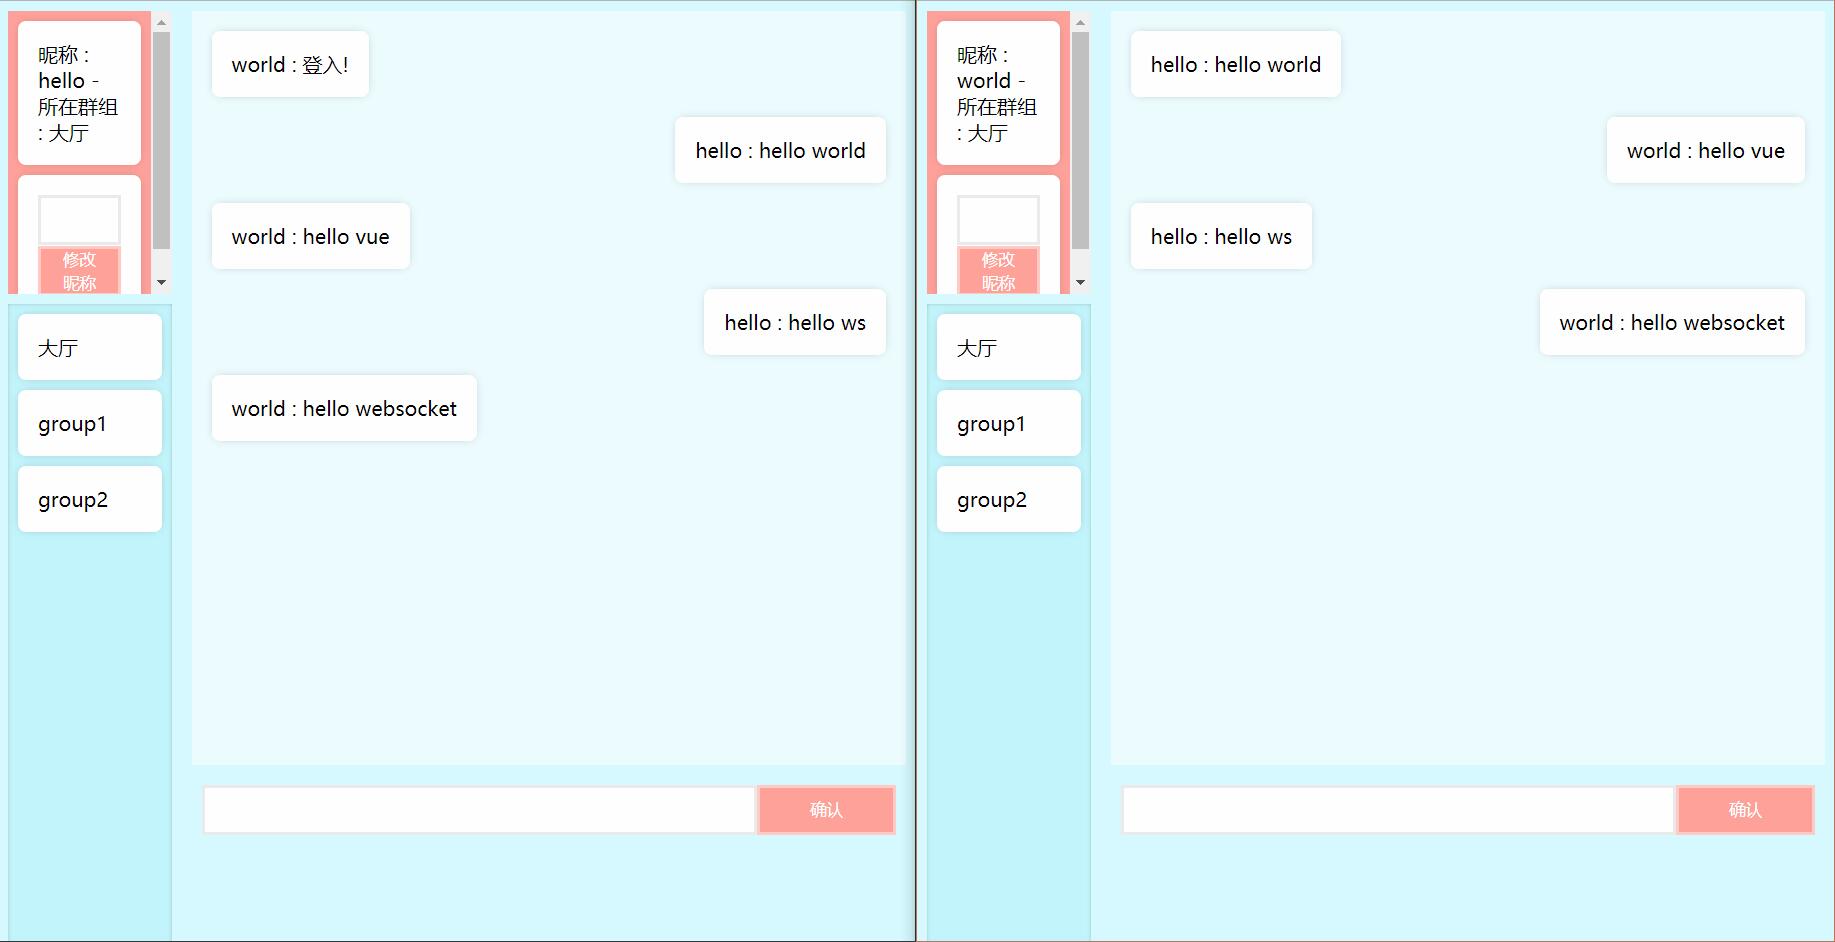 昵称 :
hello -
所在群组
: 大厅
修改
昵称
大厅
group1
group2
world : 登入!
hello : hello world
world : hello vue
hello : hello ws
world : hello websocket
确认
昵称 :
world -
所在群组
: 大厅
修改
昵称
大厅
group1
group2
hello : hello world
world : hello vue
hello : hello ws
world : hello websocket
确认